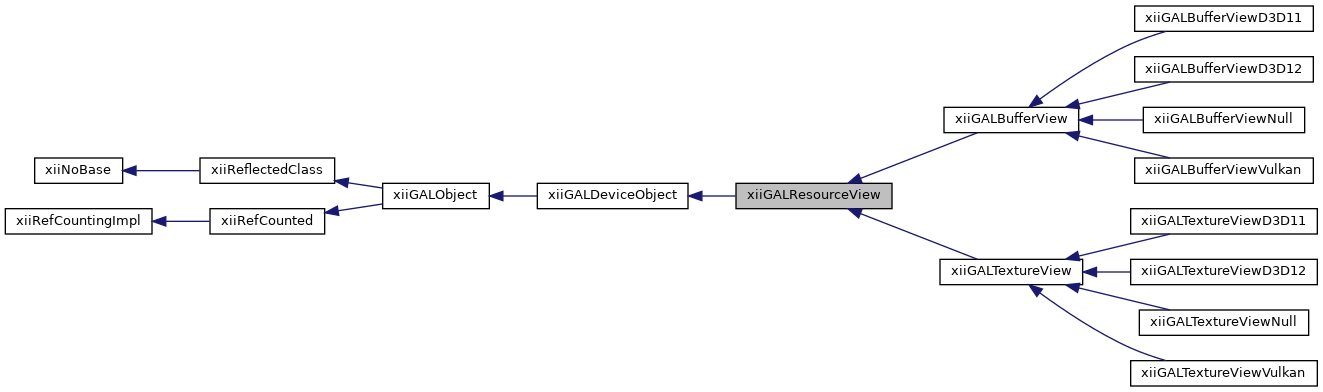 xiiGALBufferViewD3D11
xiiGALBufferViewD3D12
xiiGALBufferView
xiiGALBufferViewNull
xiiNoBase
xiiReflectedClass
xiiGALBufferViewVulkan
xiiGALObject
xiiGALDeviceObject
xiiGALResourceView
xiiRefCountingImpl
xiiRefCounted
xiiGALTextureViewD3D11
xiiGALTextureView
xiiGALTextureViewD3D12
xiiGALTextureViewNull
xiiGALTextureViewVulkan